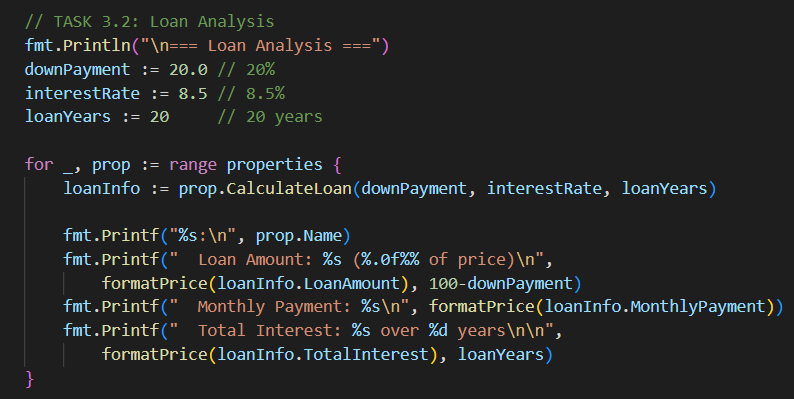 // TASK 3.2: Loan Analysis
fmt.Println("\n=== Loan Analysis ===")
downPayment := 20.0 // 20%
interestRate := 8.5 // 8.5%
loanYears := 20     // 20 years

for _, prop := range properties {
    loanInfo := prop.CalculateLoan(downPayment, interestRate, loanYears)

    fmt.Printf("%s:\n", prop.Name)
    fmt.Printf("  Loan Amount: %s (%.0f%% of price)\n",
        formatPrice(loanInfo.LoanAmount), 100-downPayment)
    fmt.Printf("  Monthly Payment: %s\n", formatPrice(loanInfo.MonthlyPayment))
    fmt.Printf("  Total Interest: %s over %d years\n\n",
        formatPrice(loanInfo.TotalInterest), loanYears)
}